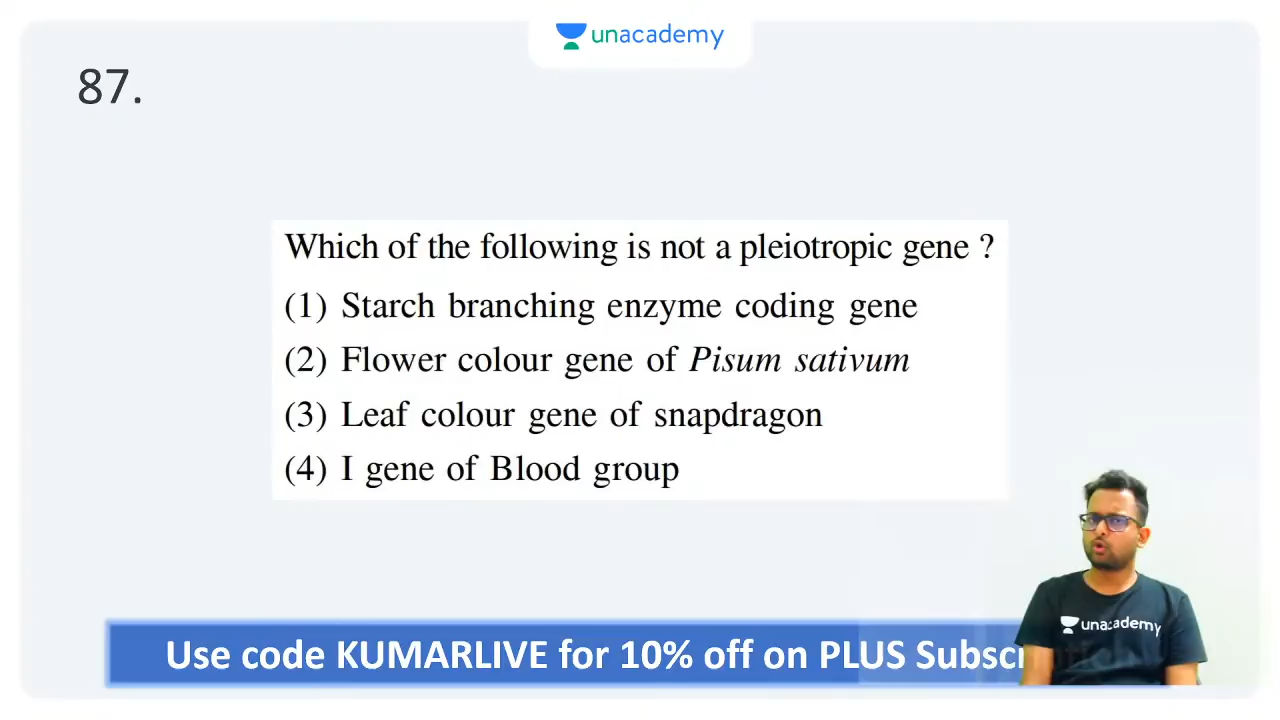 unacademy
87.
Which of the following is not a pleiotropic gene ?
(1) Starch branching enzyme coding gene
(2) Flower colour gene of Pisum sativum
(3) Leaf colour gene of snapdragon
(4) I gene of Blood group
unacademy
Use code KUMARLIVE for 10% off on PLUS